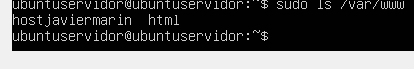 ubuntuservidor@ubuntuservidor:~$ sudo ls /var/www
hostjaviermarin  html
ubuntuservidor@ubuntuservidor:~$